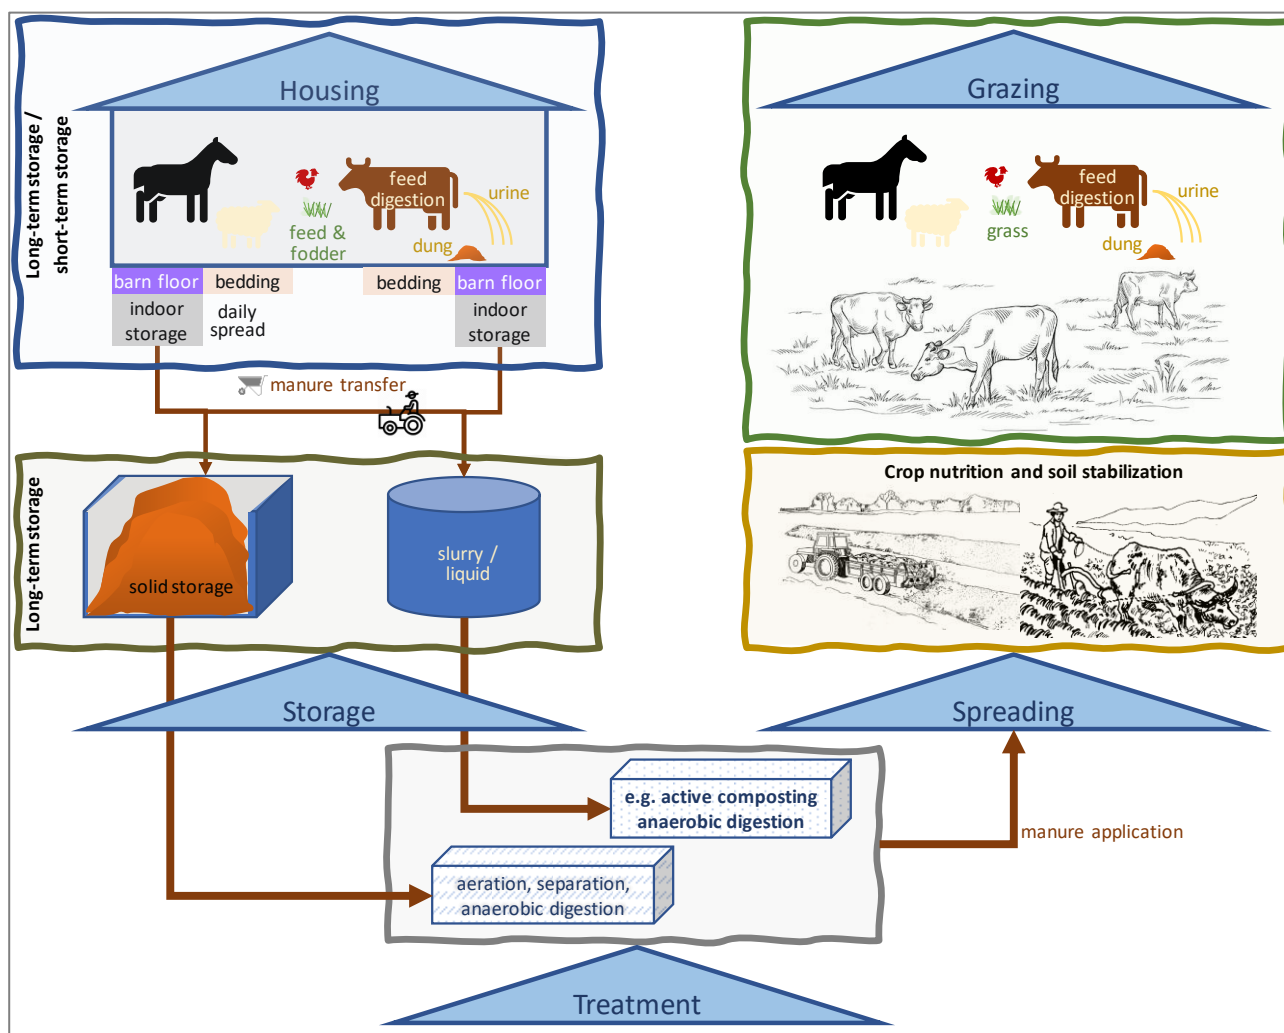 Housing
Long-term storage /
short-term storage
feed
digestion
urine
feed &
fodder
dung
barn floor
bedding
bedding
barn floor
indoor
storage
daily
spread
indoor
storage
manure transfer
Grazing
feed
digestion
urine
grass
dung
Long-term storage
solid storage
slurry /
liquid
Crop nutrition and soil stabilization
Storage
Spreading
e.g. active composting
anaerobic digestion
manure application
aeration, separation,
anaerobic digestion
Treatment